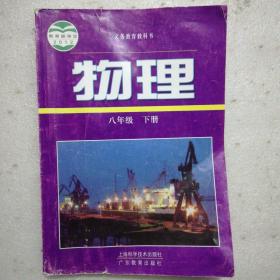 义务教育教科书
物理
八年级 下册
上海科学技术出版社
广东教育出版社
2012